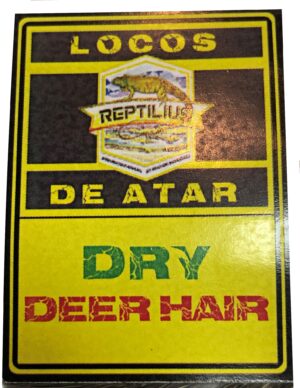 LOCOS
REPTILIUS
DE ATAR
DRY
DEER HAIR